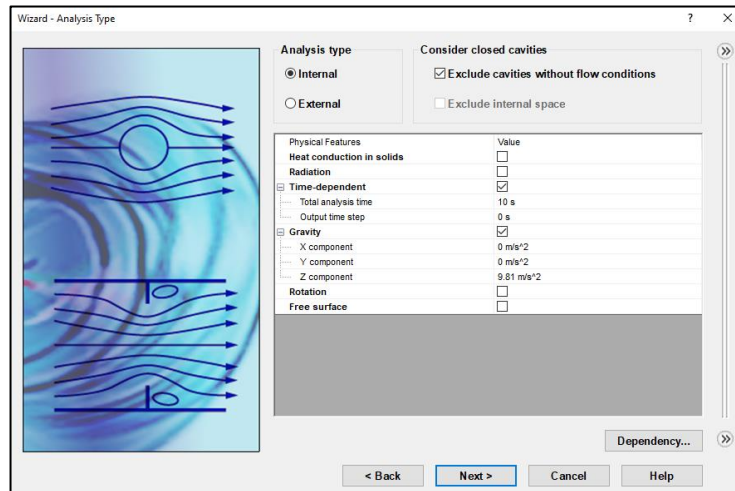 Wizard - Analysis Type
? X
Analysis type
Internal
External
Consider closed cavities
Exclude cavities without flow conditions
Exclude internal space
Physical Features Value
Heat conduction in solids
Radiation
Time-dependent
Total analysis time 10 s
Output time step 0 s
Gravity
X component 0 m/s^2
Y component 0 m/s^2
Z component 9.81 m/s^2
Rotation
Free surface
Dependency...
< Back Next > Cancel Help